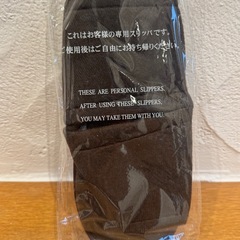 これはお客様の専用スリッパです。
ご使用後はご自由にお持ち帰りください。
THESE ARE PERSONAL SLIPPERS.
AFTER USING THESE SLIPPERS,
YOU MAY TAKE THEM WITH YOU.